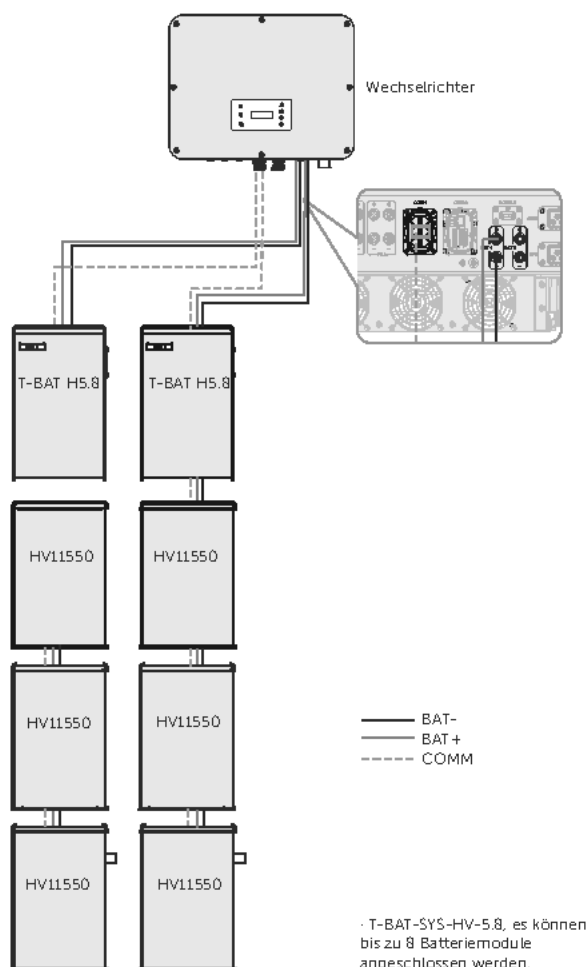 Wechselrichter
T-BAT H5.8
T-BAT H5.8
HV11550
HV11550
HV11550
HV11550
HV11550
HV11550
BAT-
BAT+
COMM
· T-BAT-SYS-HV-5.8, es können
bis zu 8 Batteriemodule
angeschlossen werden